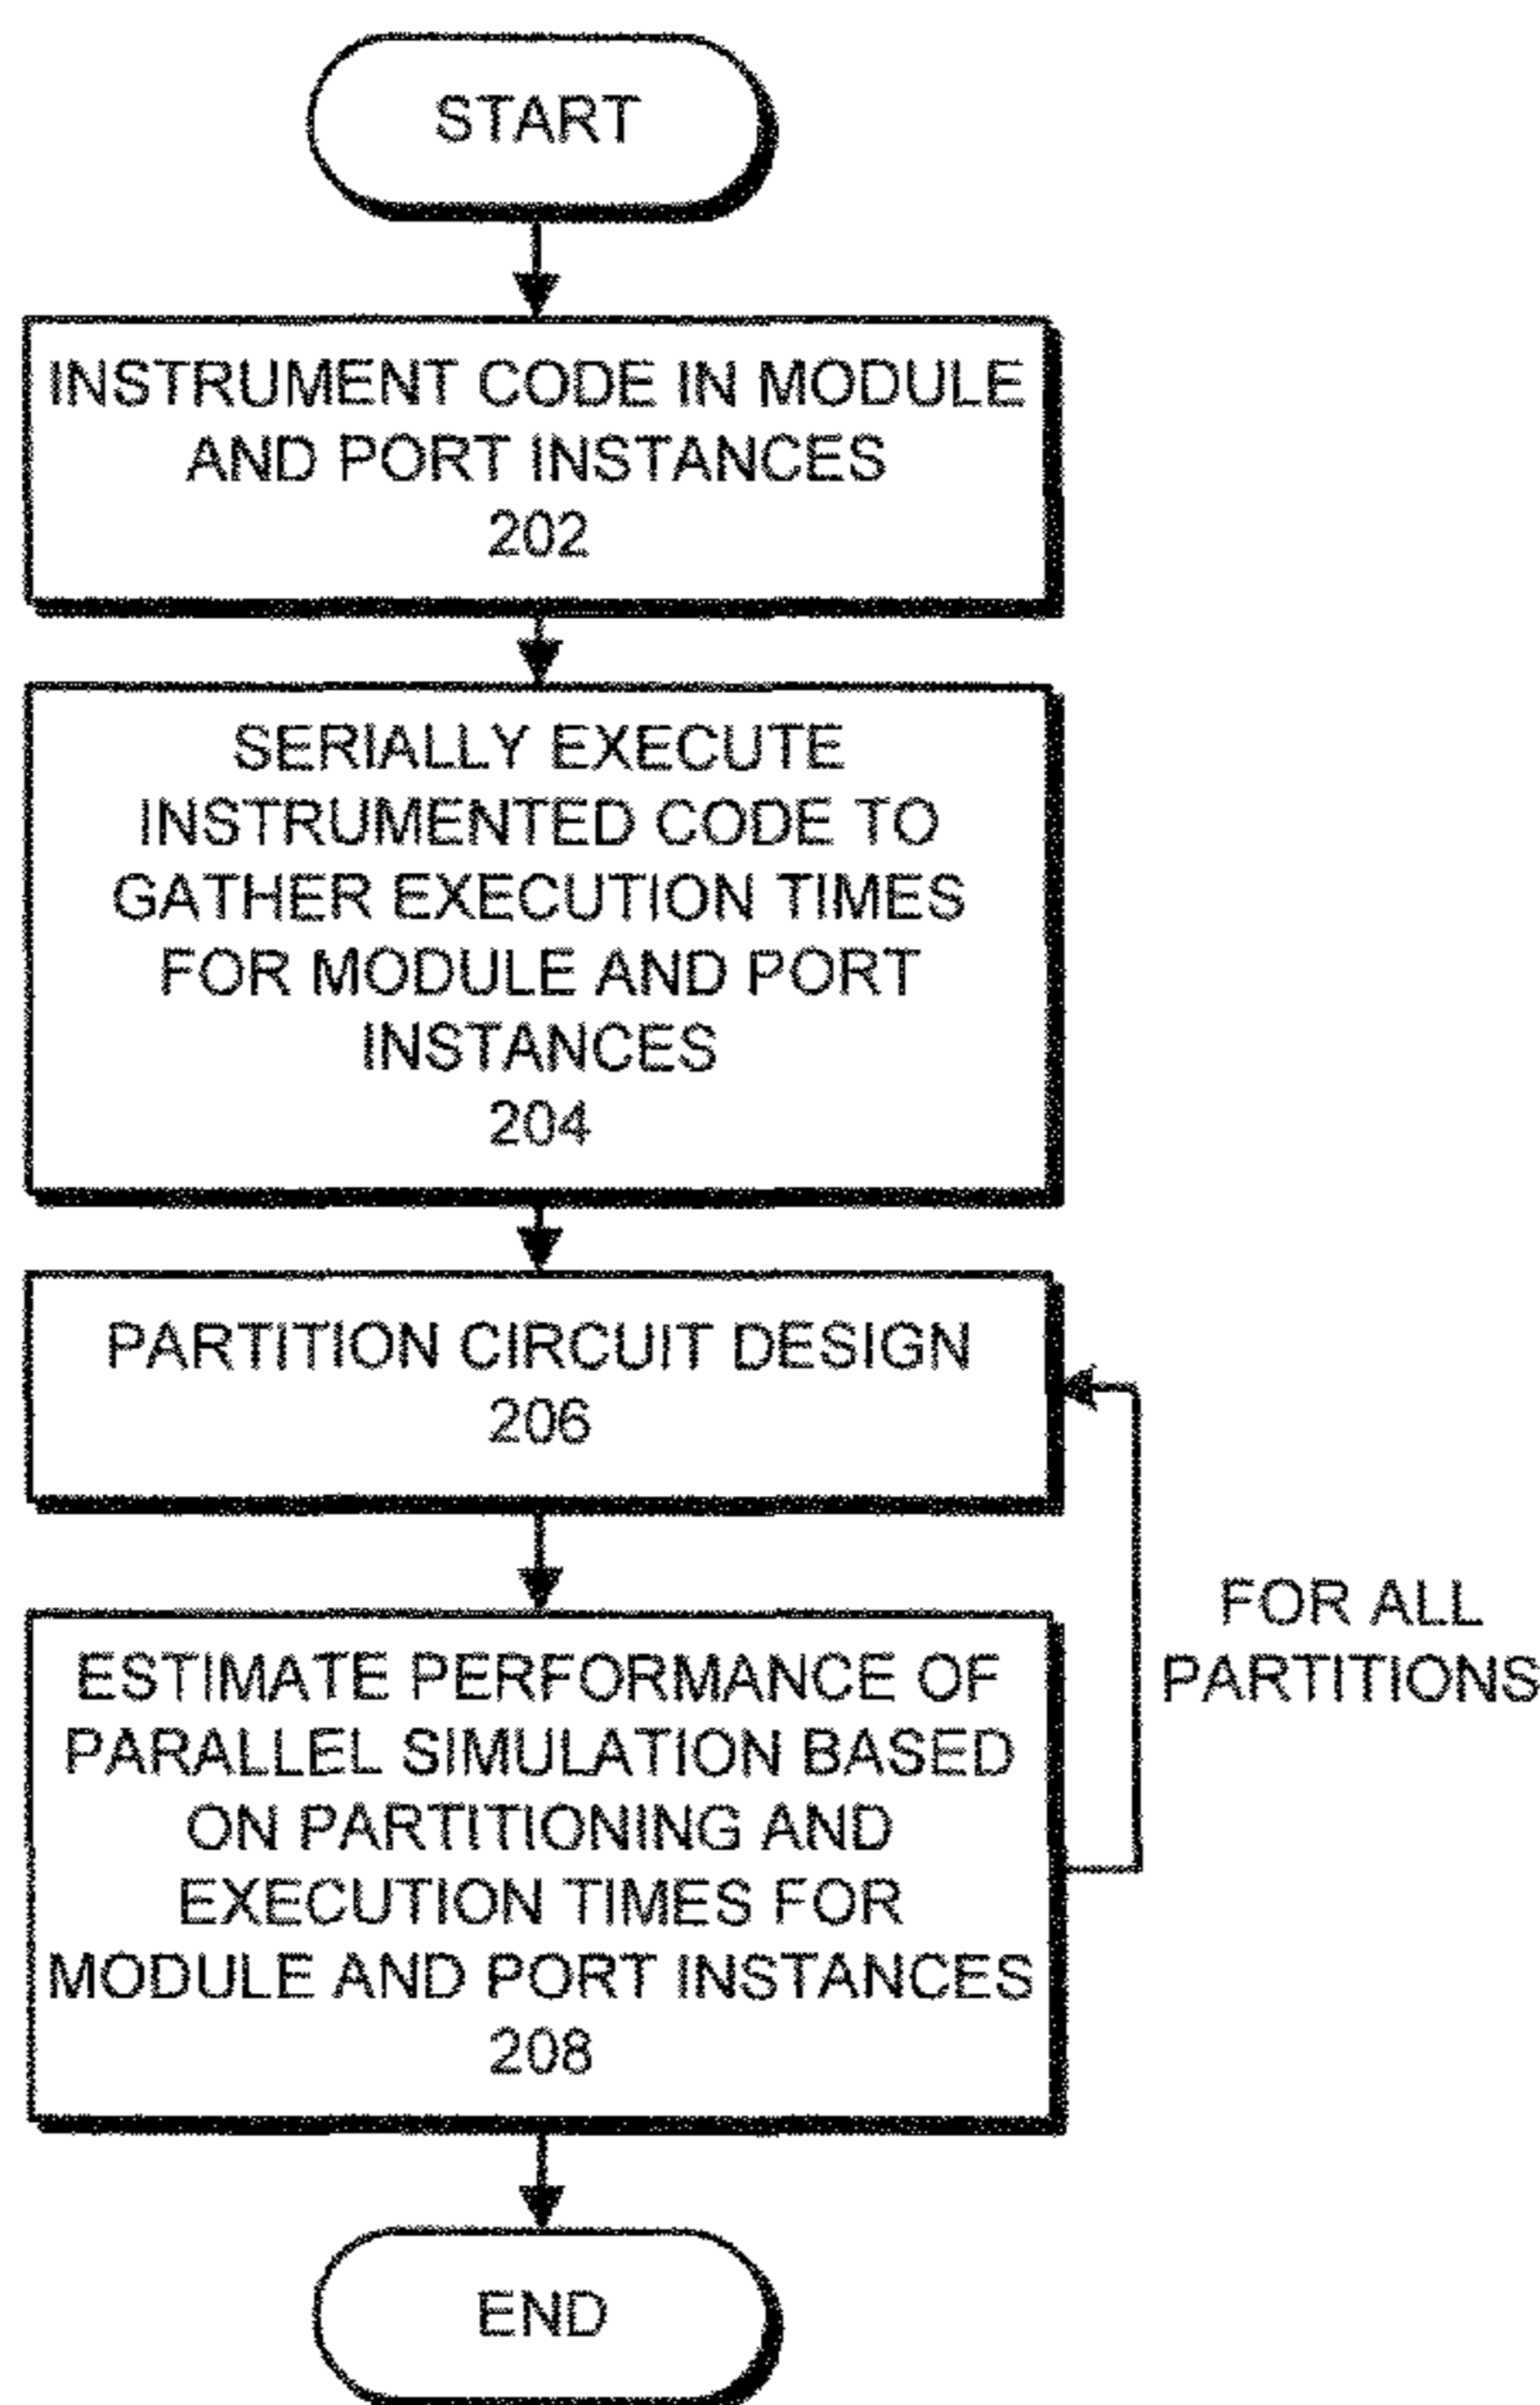 START
INSTRUMENT CODE IN MODULE
AND PORT INSTANCES
202
SERIALLY EXECUTE
INSTRUMENTED CODE TO
GATHER EXECUTION TIMES
FOR MODULE AND PORT
INSTANCES
204
PARTITION CIRCUIT DESIGN
206
FOR ALL
PARTITIONS
ESTIMATE PERFORMANCE OF
PARALLEL SIMULATION BASED
ON PARTITIONING AND
EXECUTION TIMES FOR
MODULE AND PORT INSTANCES
208
END